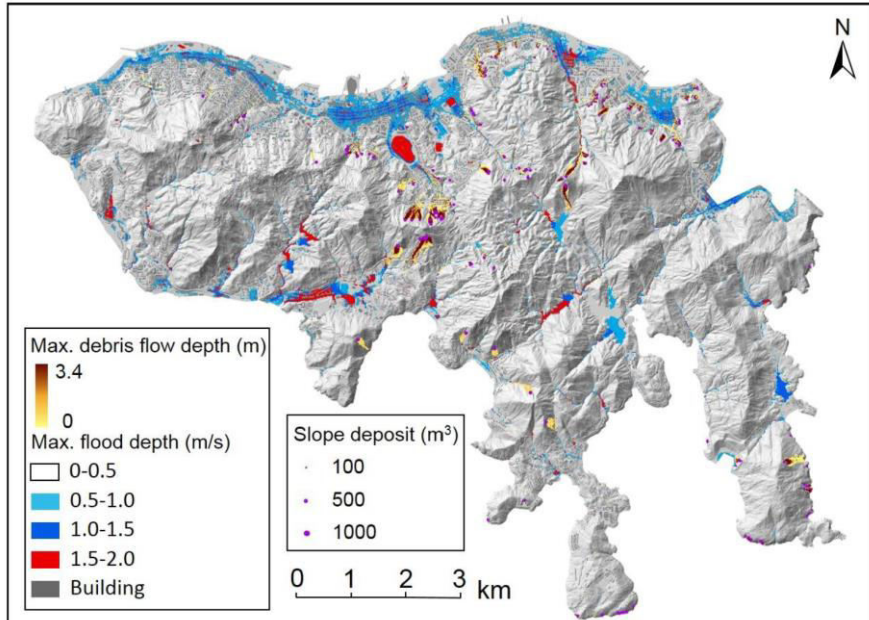 N
Max. debris flow depth (m)
3.4
0
Max. flood depth (m/s)
0-0.5
0.5-1.0
1.0-1.5
1.5-2.0
Building
Slope deposit (m³)
100
500
1000
0 1 2 3 km